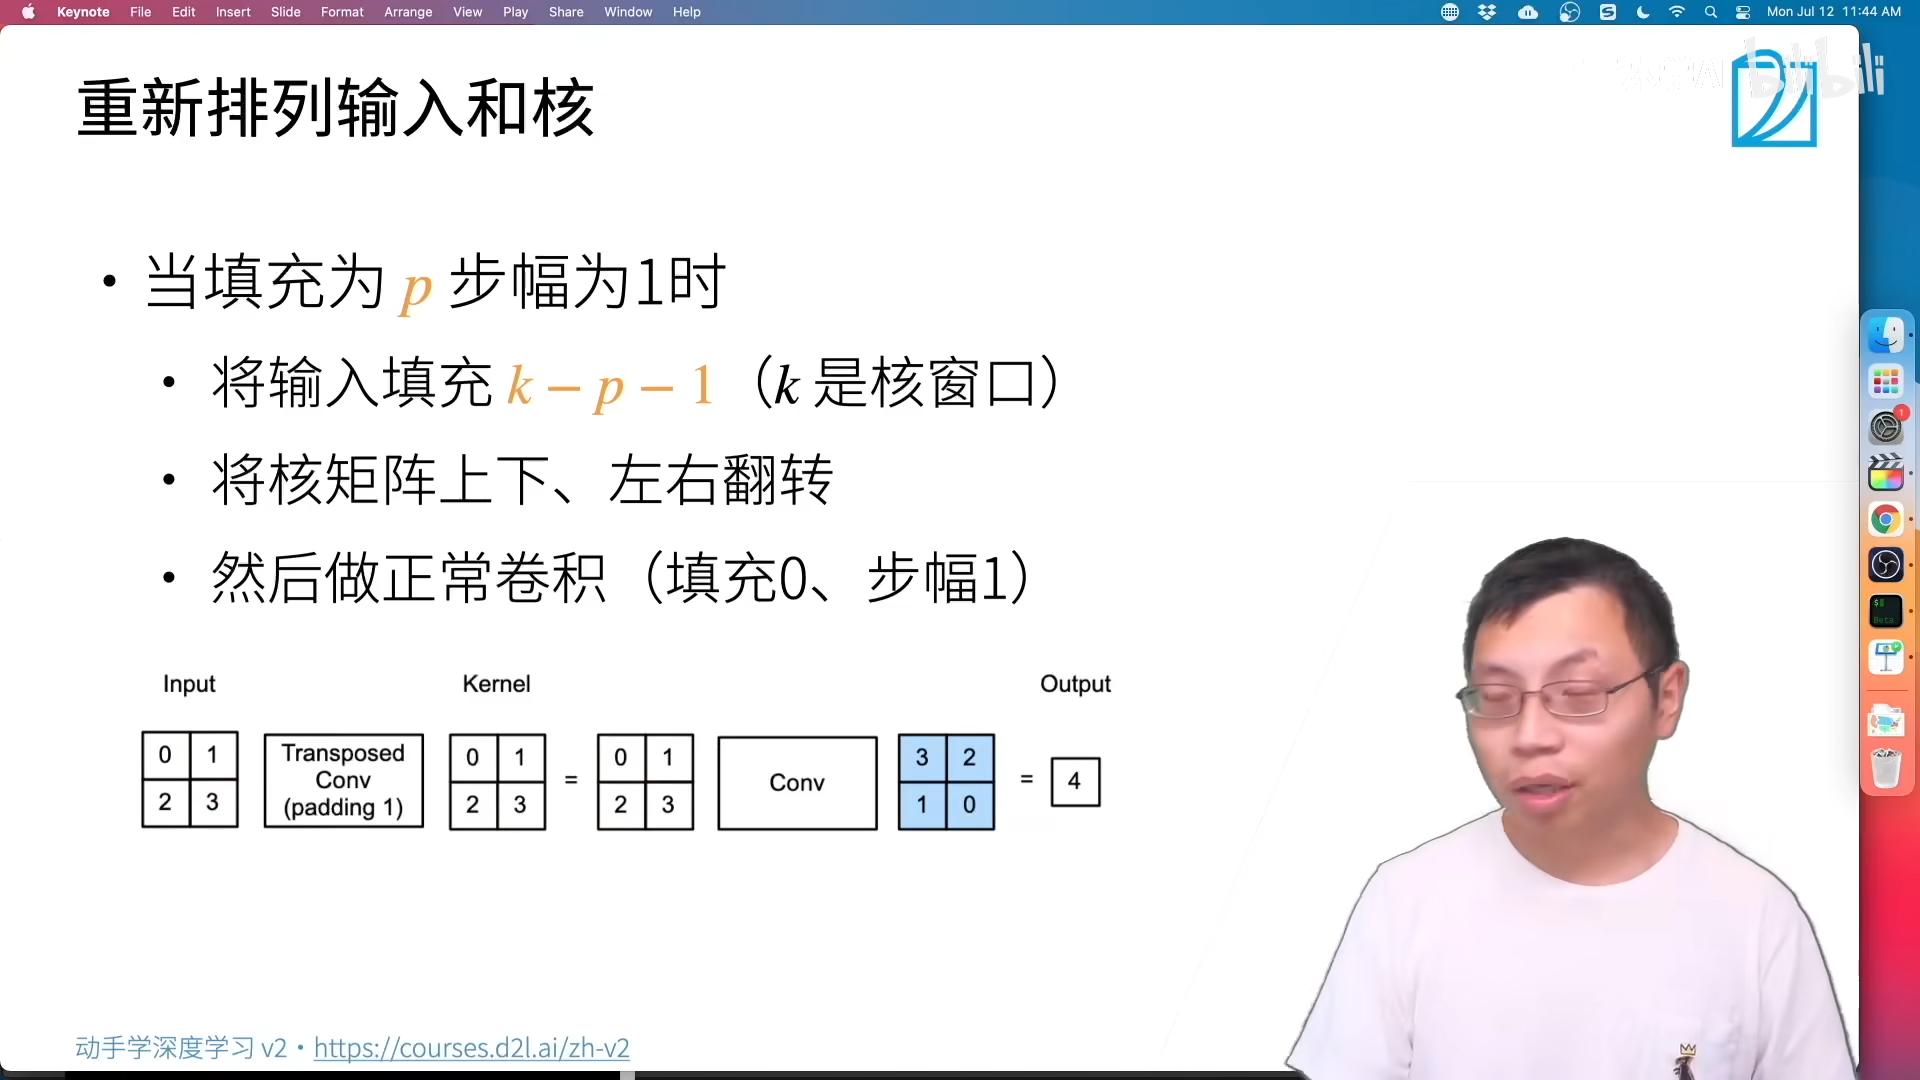 Keynote File Edit Insert Slide Format Arrange View Play Share Window Help Mon Jul 12 11:44 AM
bilibili
重新排列输入和核
• 当填充为 p 步幅为1时
• 将输入填充 k − p − 1（k 是核窗口）
• 将核矩阵上下、左右翻转
• 然后做正常卷积（填充0、步幅1）
Input Kernel Output
0 1 Transposed Conv (padding 1) 0 1 = 0 1 Conv 3 2 = 4
2 3 2 3 2 3 1 0
动手学深度学习 v2 • https://courses.d2l.ai/zh-v2